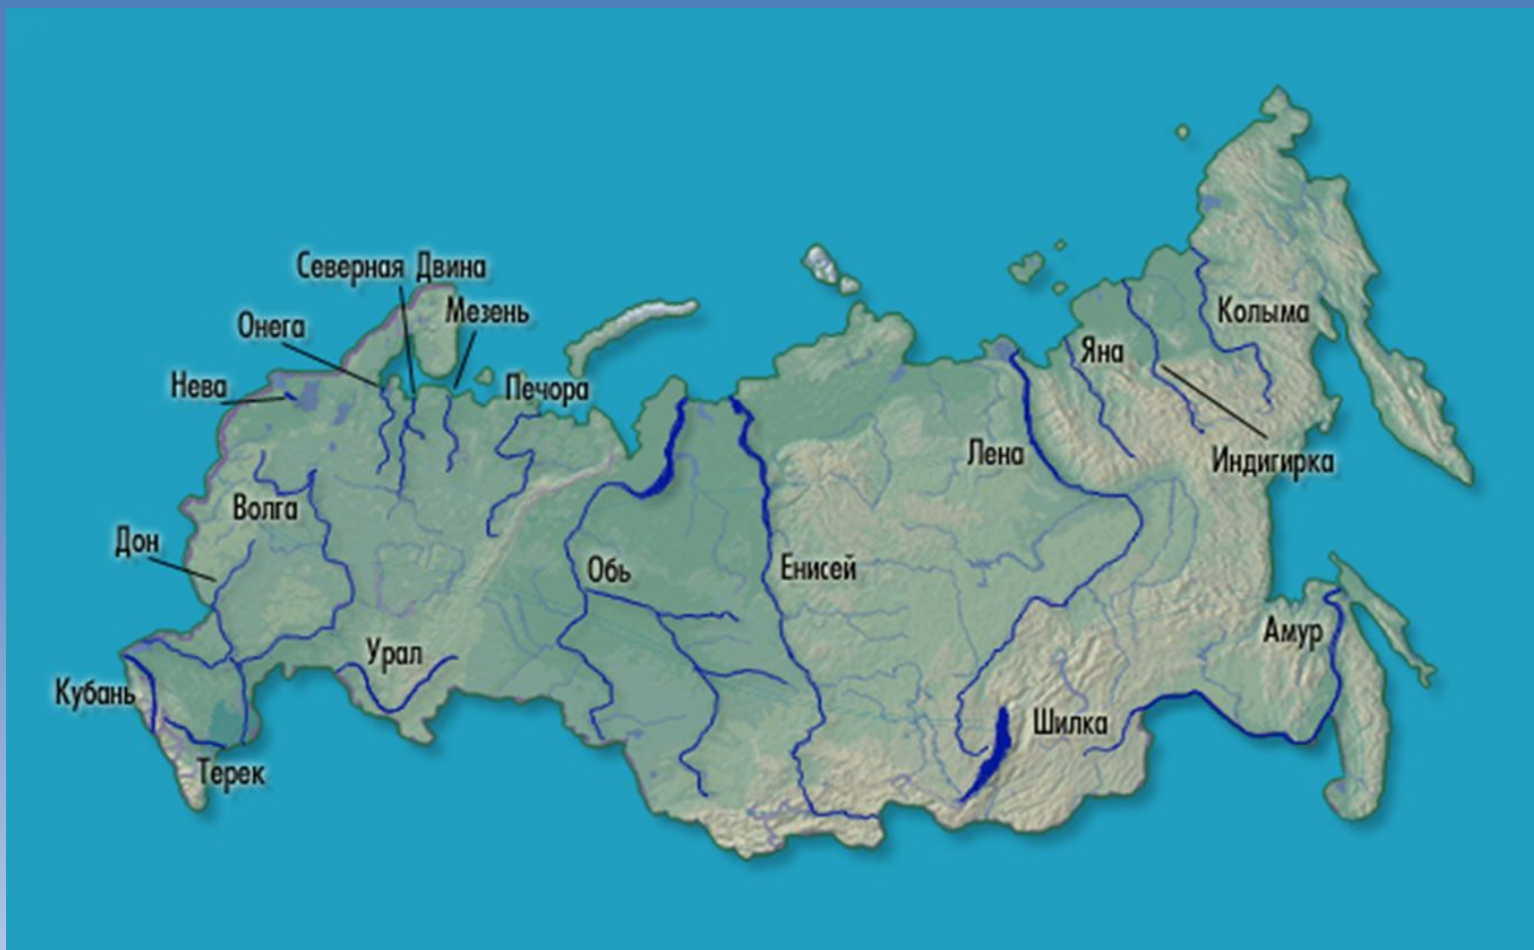 Северная Двина
Мезень
Онега
Нева
Печора
Колыма
Яна
Лена
Индигирка
Волга
Дон
Обь
Енисей
Урал
Амур
Кубань
Шилка
Терек